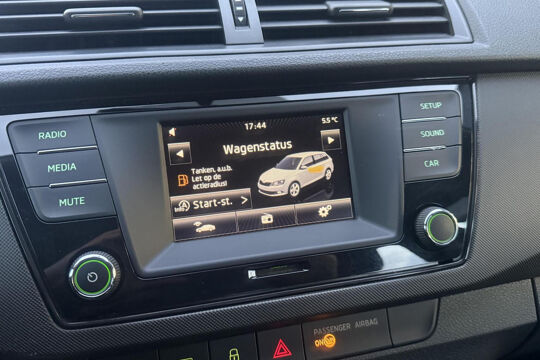 17:44
5.5 °C
RADIO
MEDIA
MUTE
SETUP
SOUND
CAR
Wagenstatus
Tanken, a.u.b.
Let op de
actieradius!
Start-st.
PASSENGER AIRBAG
ON